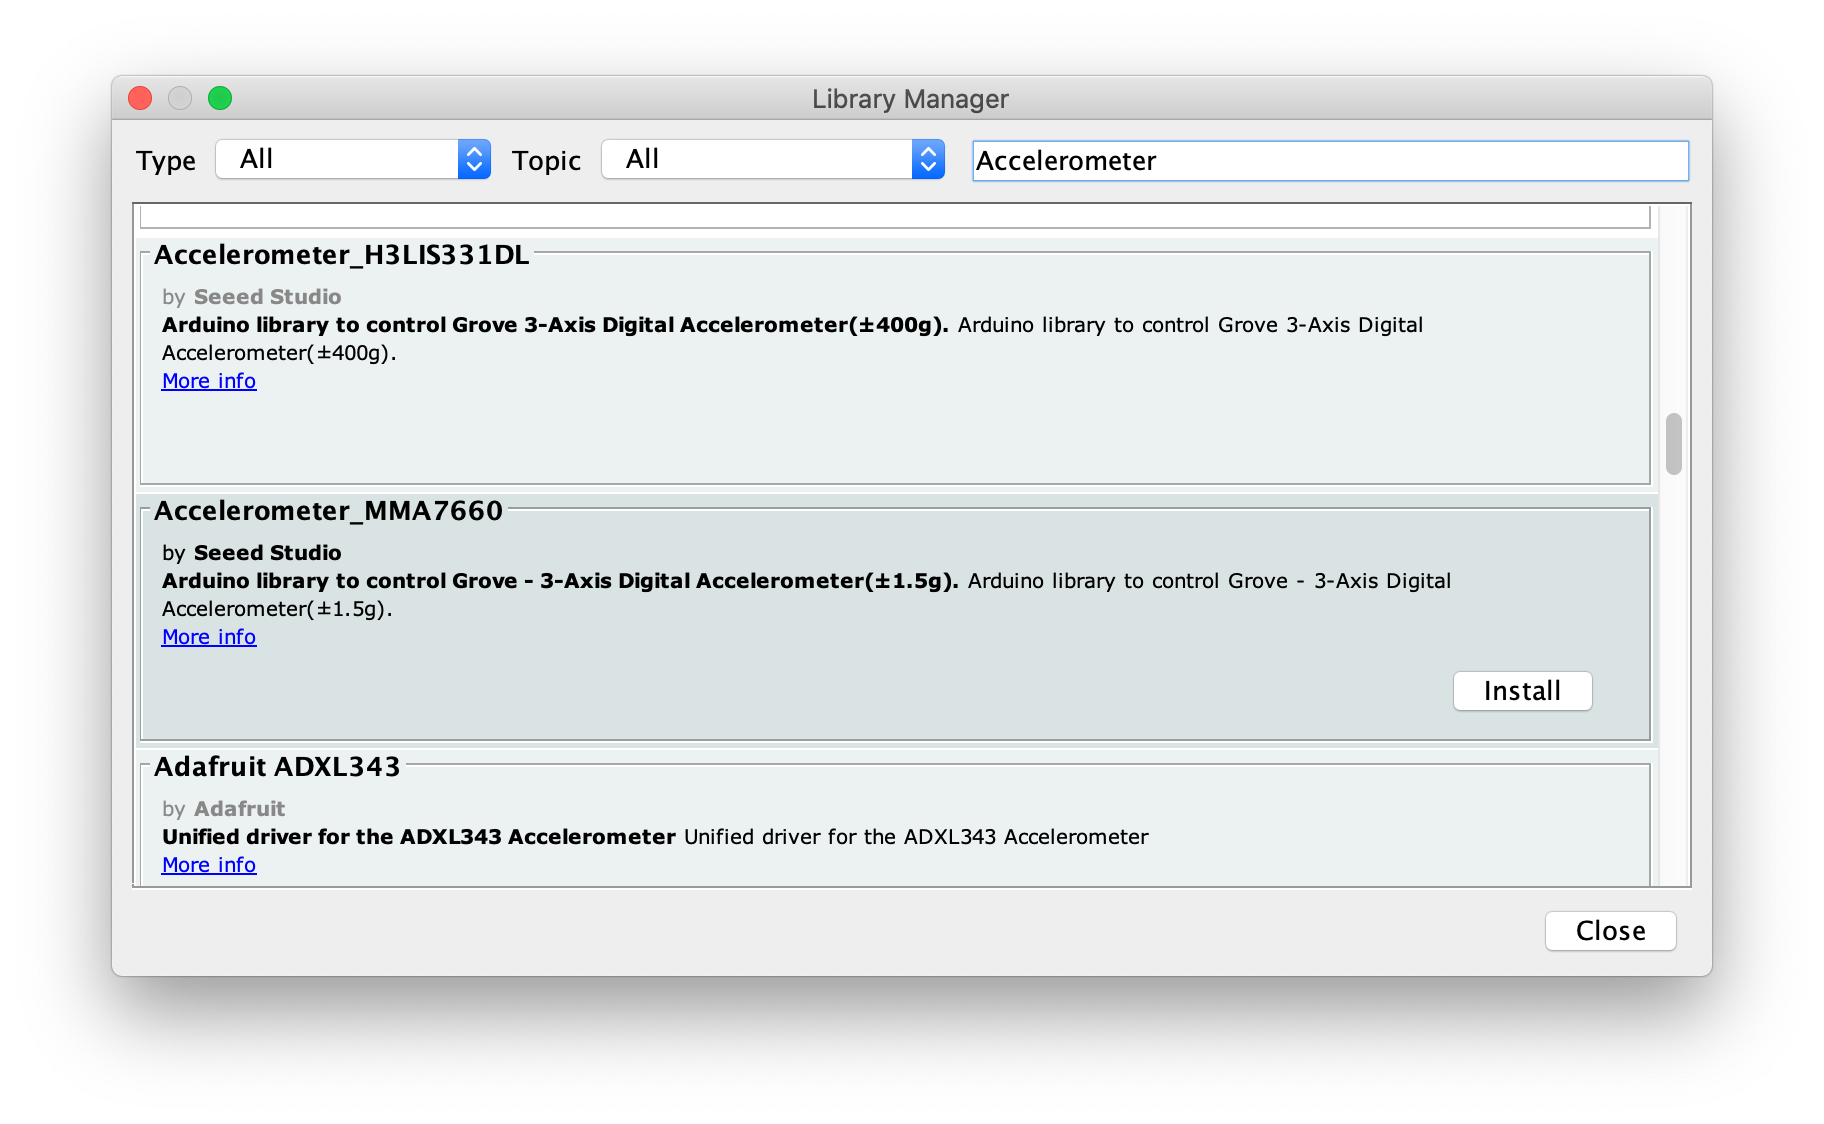 Library Manager
Type All Topic All Accelerometer
Accelerometer_H3LIS331DL
by Seeed Studio
Arduino library to control Grove 3-Axis Digital Accelerometer(±400g). Arduino library to control Grove 3-Axis Digital
Accelerometer(±400g).
More info
Accelerometer_MMA7660
by Seeed Studio
Arduino library to control Grove - 3-Axis Digital Accelerometer(±1.5g). Arduino library to control Grove - 3-Axis Digital
Accelerometer(±1.5g).
More info
Install
Adafruit ADXL343
by Adafruit
Unified driver for the ADXL343 Accelerometer Unified driver for the ADXL343 Accelerometer
More info
Close